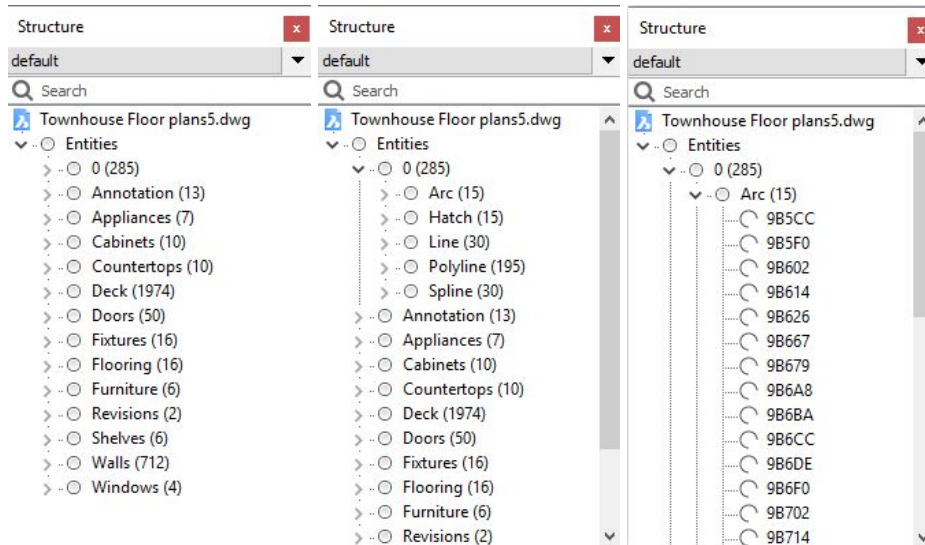 Structure
x
default
Search
Townhouse Floor plans5.dwg
Entities
0 (285)
Annotation (13)
Appliances (7)
Cabinets (10)
Countertops (10)
Deck (1974)
Doors (50)
Fixtures (16)
Flooring (16)
Furniture (6)
Revisions (2)
Shelves (6)
Walls (712)
Windows (4)
Structure
x
default
Search
Townhouse Floor plans5.dwg
Entities
0 (285)
Arc (15)
Hatch (15)
Line (30)
Polyline (195)
Spline (30)
Annotation (13)
Appliances (7)
Cabinets (10)
Countertops (10)
Deck (1974)
Doors (50)
Fixtures (16)
Flooring (16)
Furniture (6)
Revisions (2)
Structure
x
default
Search
Townhouse Floor plans5.dwg
Entities
0 (285)
Arc (15)
9B5CC
9B5F0
9B602
9B614
9B626
9B667
9B679
9B6A8
9B6BA
9B6CC
9B6DE
9B6F0
9B702
9B714